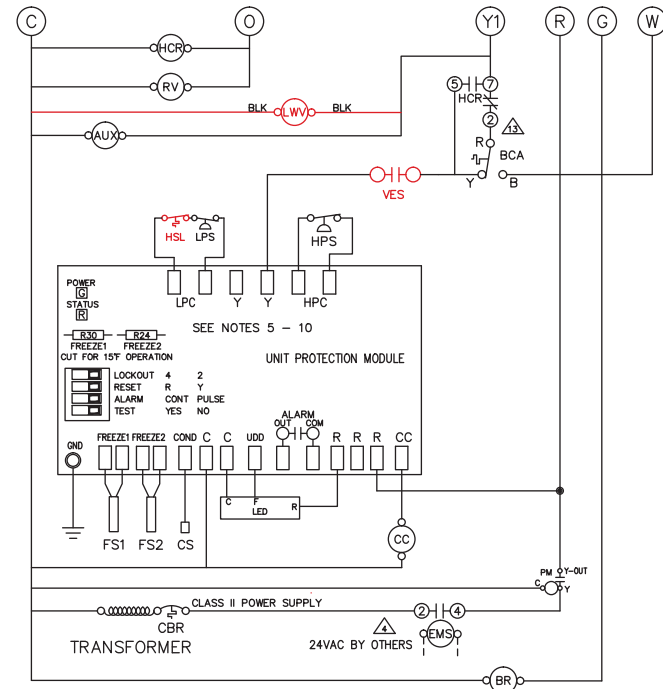 C O Y1 R G W
HCR
RV
BLK LWV BLK
AUX
5 7
HCR
2
13
R
BCA
Y B
VES
HSL LPS
HPS
LPC Y Y HPC
POWER
G
STATUS
R
SEE NOTES 5 - 10
R30 R24
FREEZE1 FREEZE2
CUT FOR 15°F OPERATION
UNIT PROTECTION MODULE
LOCKOUT 4 2
RESET R Y
ALARM CONT PULSE
TEST YES NO
ALARM
OUT COM
GND
FREEZE1 FREEZE2 COND C C UDD R R R CC
C F R
LED
FS1 FS2 CS
CC
PM Y-OUT
C Y
CLASS II POWER SUPPLY
2 4
CBR
TRANSFORMER
4
24VAC BY OTHERS
EMS
BR